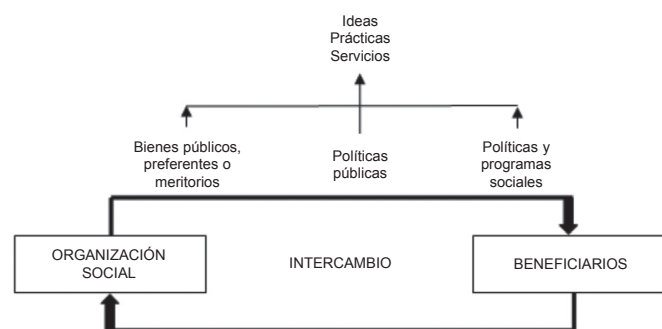 Ideas
Prácticas
Servicios
Bienes públicos,
preferentes o
meritorios
Políticas
públicas
Políticas y
programas
sociales
ORGANIZACIÓN
SOCIAL
INTERCAMBIO
BENEFICIARIOS